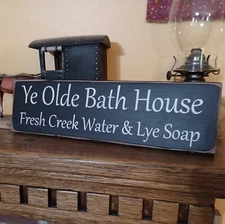 Ye Olde Bath House
Fresh Creek Water & Lye Soap